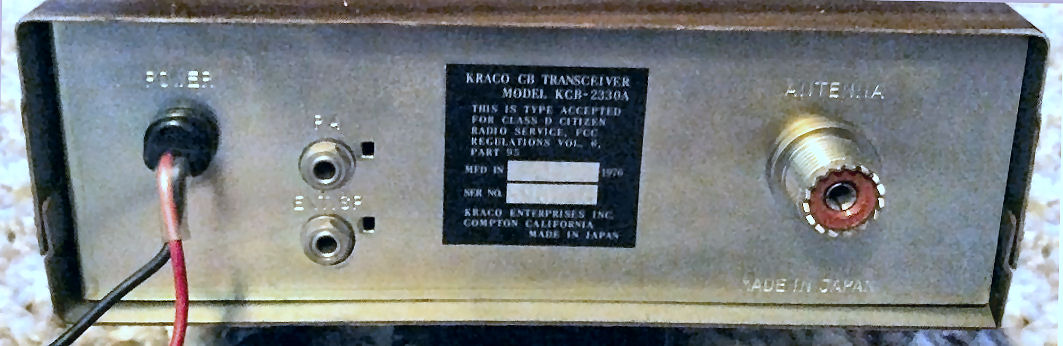 POWER
P.A.
EXT.SP
KRACO CB TRANSCEIVER
MODEL KCB-2330A
THIS IS TYPE ACCEPTED
FOR CLASS D CITIZEN
RADIO SERVICE, FCC
REGULATIONS VOL. 6,
PART 95
MFD IN 1976
SER NO.
KRACO ENTERPRISES INC.
COMPTON CALIFORNIA
MADE IN JAPAN
ANTENNA
MADE IN JAPAN